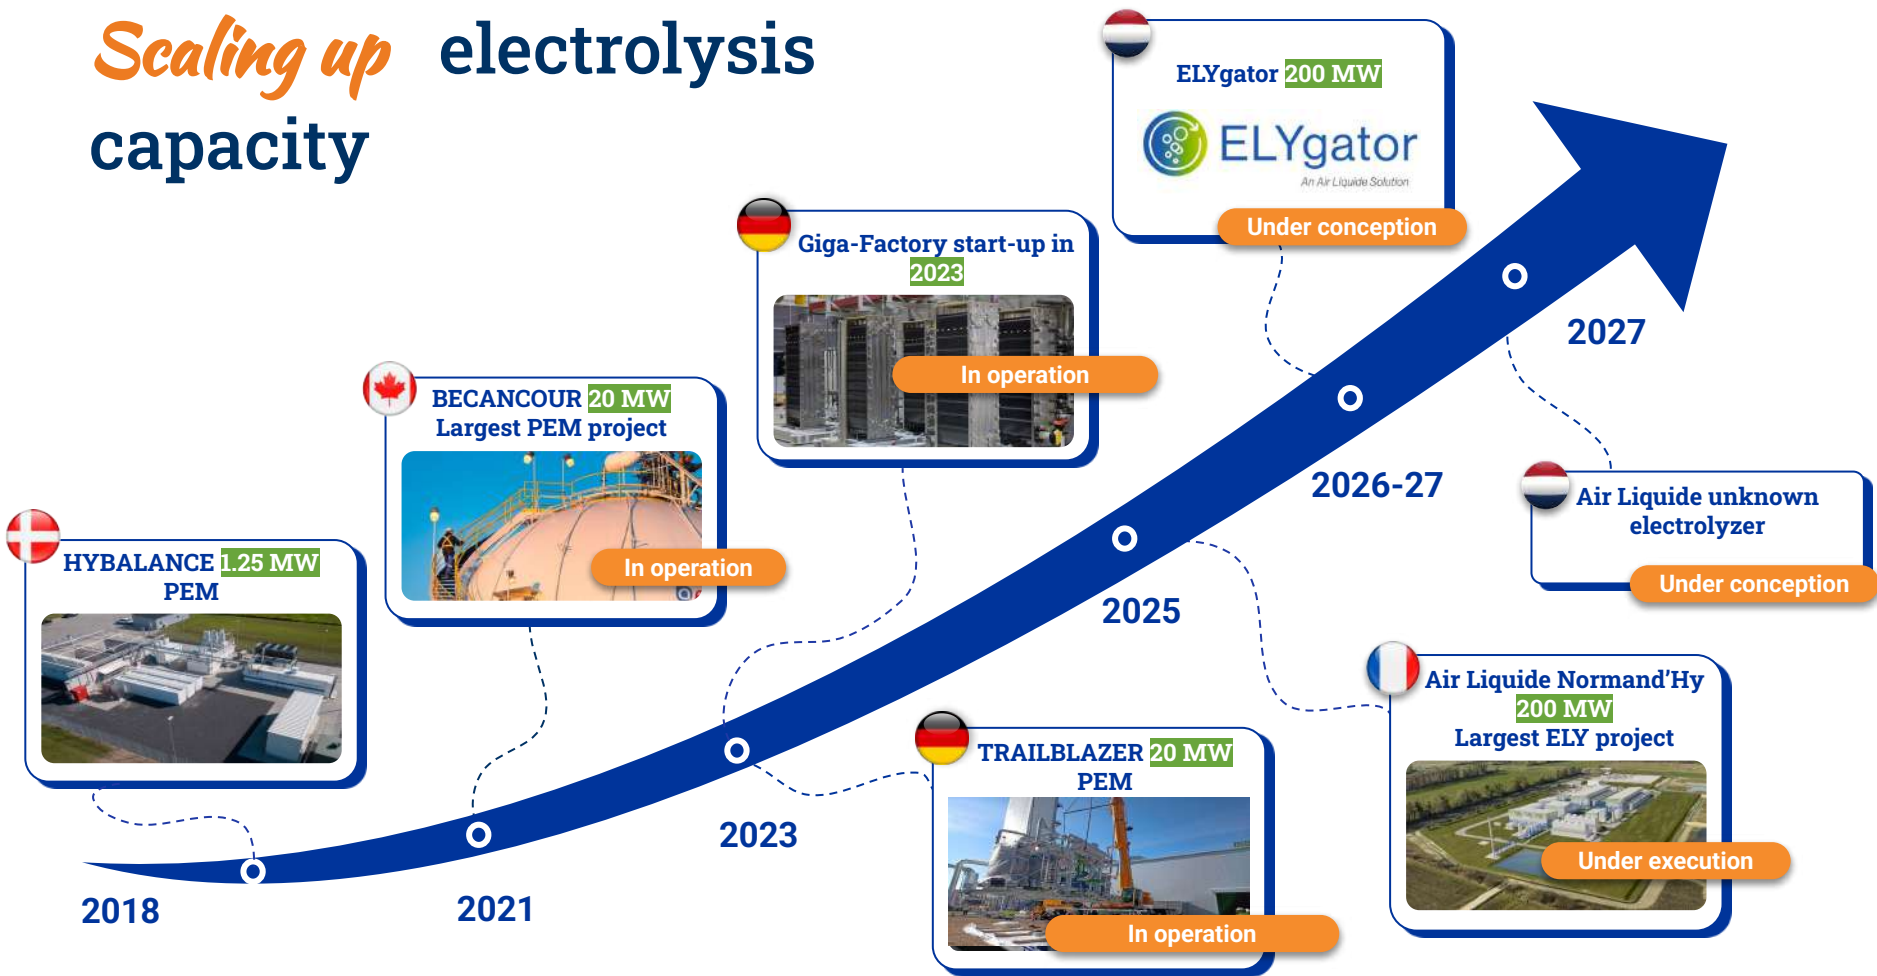 Scaling up electrolysis
capacity
ELYgator 200 MW
ELYgator
An Air Liquide Solution
Under conception
Giga-Factory start-up in
2023
In operation
2027
BECANCOUR 20 MW
Largest PEM project
In operation
2026-27
Air Liquide unknown
electrolyzer
Under conception
HYBALANCE 1.25 MW
PEM
2025
Air Liquide Normand'Hy
200 MW
Largest ELY project
Under execution
TRAILBLAZER 20 MW
PEM
In operation
2023
2021
2018